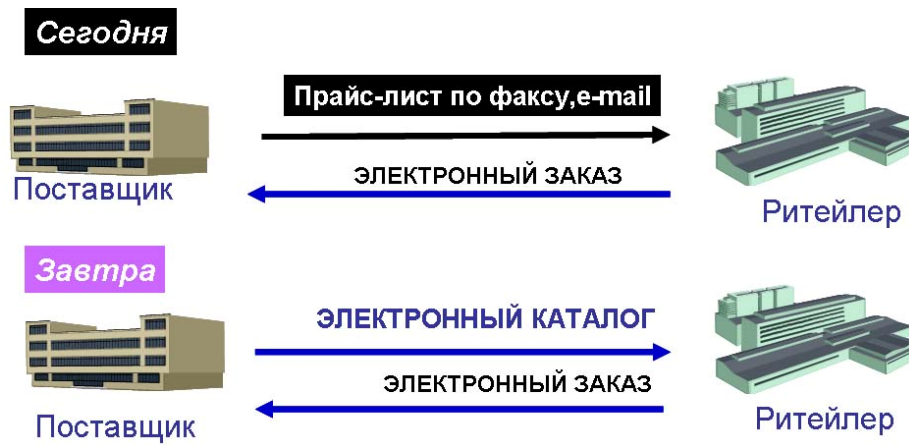 Сегодня
Прайс-лист по факсу,e-mail
ЭЛЕКТРОННЫЙ ЗАКАЗ
Поставщик
Ритейлер
Завтра
ЭЛЕКТРОННЫЙ КАТАЛОГ
ЭЛЕКТРОННЫЙ ЗАКАЗ
Поставщик
Ритейлер